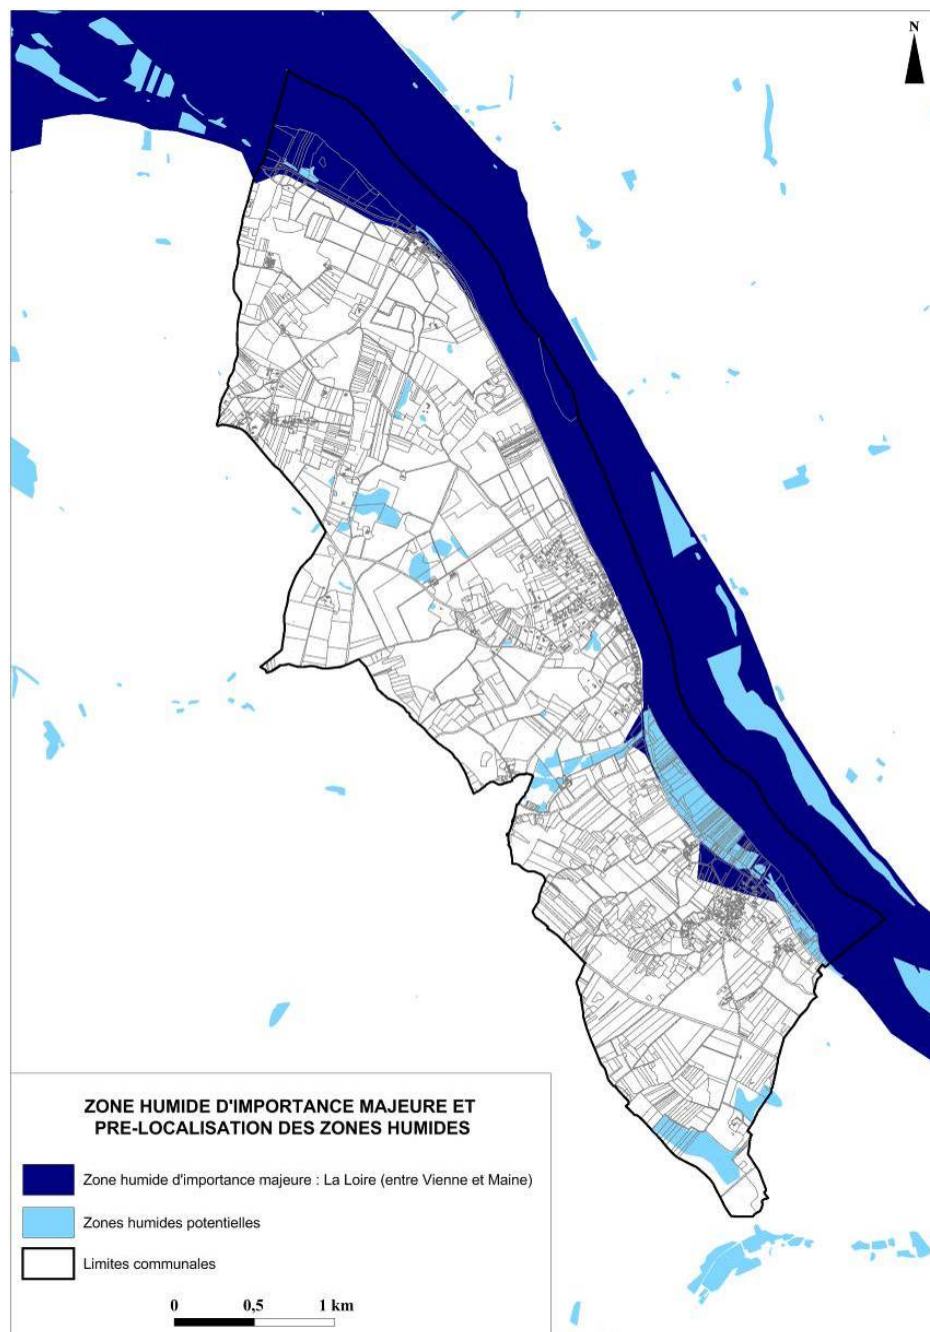 N
ZONE HUMIDE D'IMPORTANCE MAJEURE ET
PRE-LOCALISATION DES ZONES HUMIDES
Zone humide d'importance majeure : La Loire (entre Vienne et Maine)
Zones humides potentielles
Limites communales
0 0,5 1 km